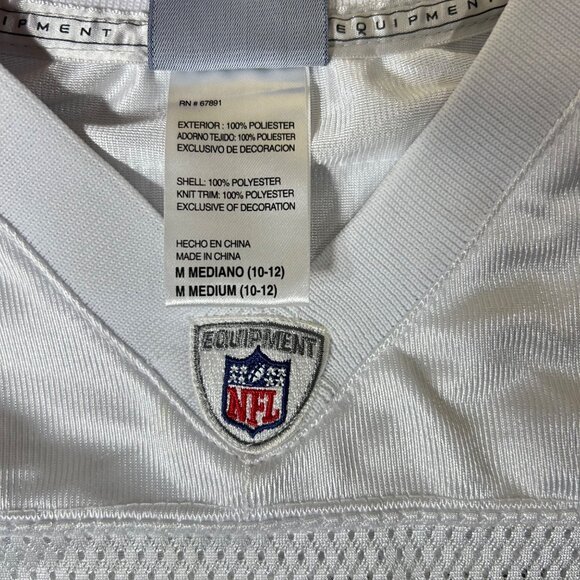 IPMENT
EQUIPMENT
RN # 67891
EXTERIOR : 100% POLIESTER
ADORNO TEJIDO: 100% POLIESTER
EXCLUSIVO DE DECORACION
SHELL: 100% POLYESTER
KNIT TRIM: 100% POLYESTER
EXCLUSIVE OF DECORATION
HECHO EN CHINA
MADE IN CHINA
M MEDIANO (10-12)
M MEDIUM (10-12)
EQUIPMENT
NFL